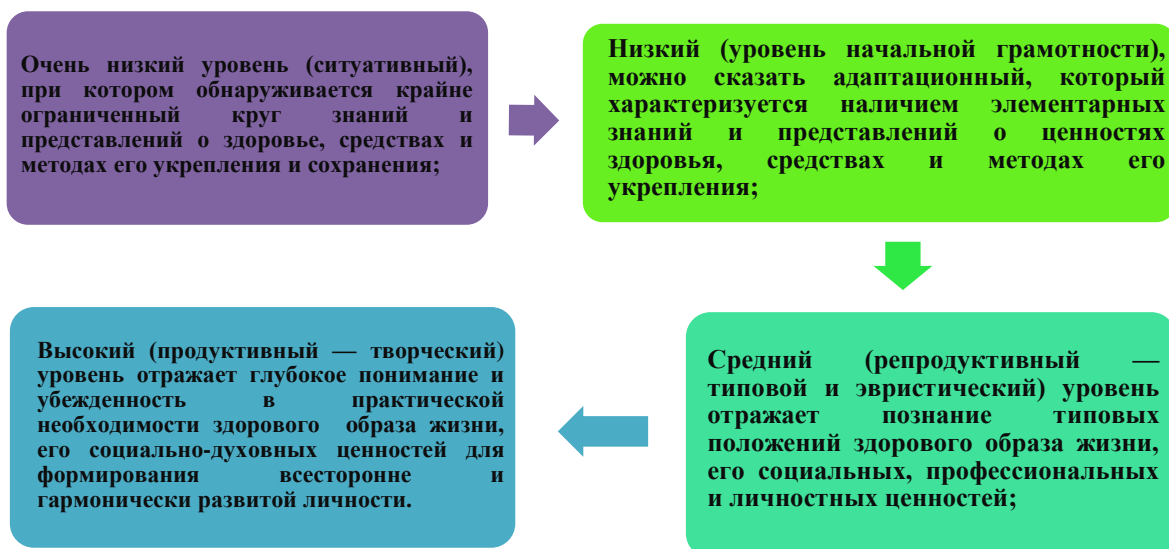 Очень низкий уровень (ситуативный),
при котором обнаруживается крайне
ограниченный круг знаний и
представлений о здоровье, средствах и
методах его укрепления и сохранения;
Низкий (уровень начальной грамотности),
можно сказать адаптационный, который
характеризуется наличием элементарных
знаний и представлений о ценностях
здоровья, средствах и методах его
укрепления;
Средний (репродуктивный —
типовой и эвристический) уровень
отражает познание типовых
положений здорового образа жизни,
его социальных, профессиональных
и личностных ценностей;
Высокий (продуктивный — творческий)
уровень отражает глубокое понимание и
убежденность в практической
необходимости здорового образа жизни,
его социально-духовных ценностей для
формирования всесторонне и
гармонически развитой личности.